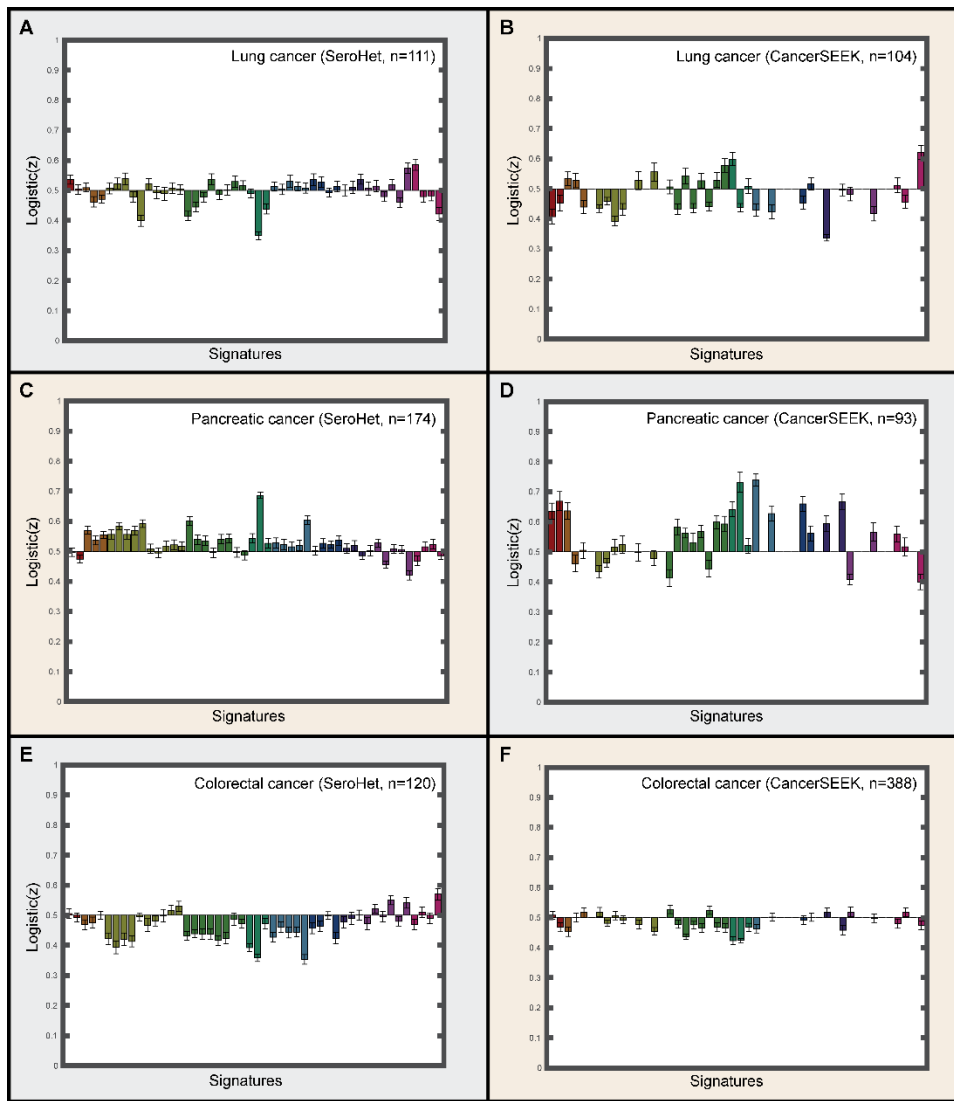 A
Lung cancer (SeroHet, n=111)
1
0.9
0.8
0.7
0.6
0.5
0.4
0.3
0.2
0.1
0
Logistic(z)
Signatures
B
Lung cancer (CancerSEEK, n=104)
1
0.9
0.8
0.7
0.6
0.5
0.4
0.3
0.2
0.1
0
Logistic(z)
Signatures
C
Pancreatic cancer (SeroHet, n=174)
1
0.9
0.8
0.7
0.6
0.5
0.4
0.3
0.2
0.1
0
Logistic(z)
Signatures
D
Pancreatic cancer (CancerSEEK, n=93)
1
0.9
0.8
0.7
0.6
0.5
0.4
0.3
0.2
0.1
0
Logistic(z)
Signatures
E
Colorectal cancer (SeroHet, n=120)
1
0.9
0.8
0.7
0.6
0.5
0.4
0.3
0.2
0.1
0
Logistic(z)
Signatures
F
Colorectal cancer (CancerSEEK, n=388)
1
0.9
0.8
0.7
0.6
0.5
0.4
0.3
0.2
0.1
0
Logistic(z)
Signatures